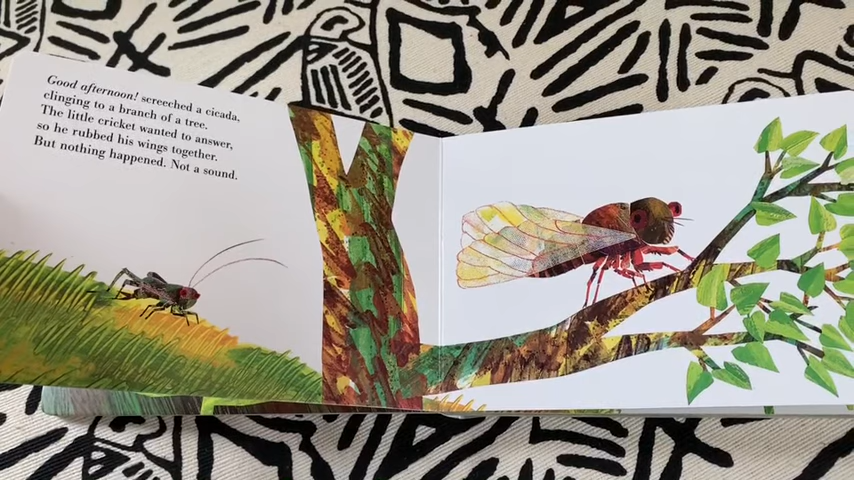 Good afternoon! screeched a cicada,
clinging to a branch of a tree.
The little cricket wanted to answer,
so he rubbed his wings together.
But nothing happened. Not a sound.